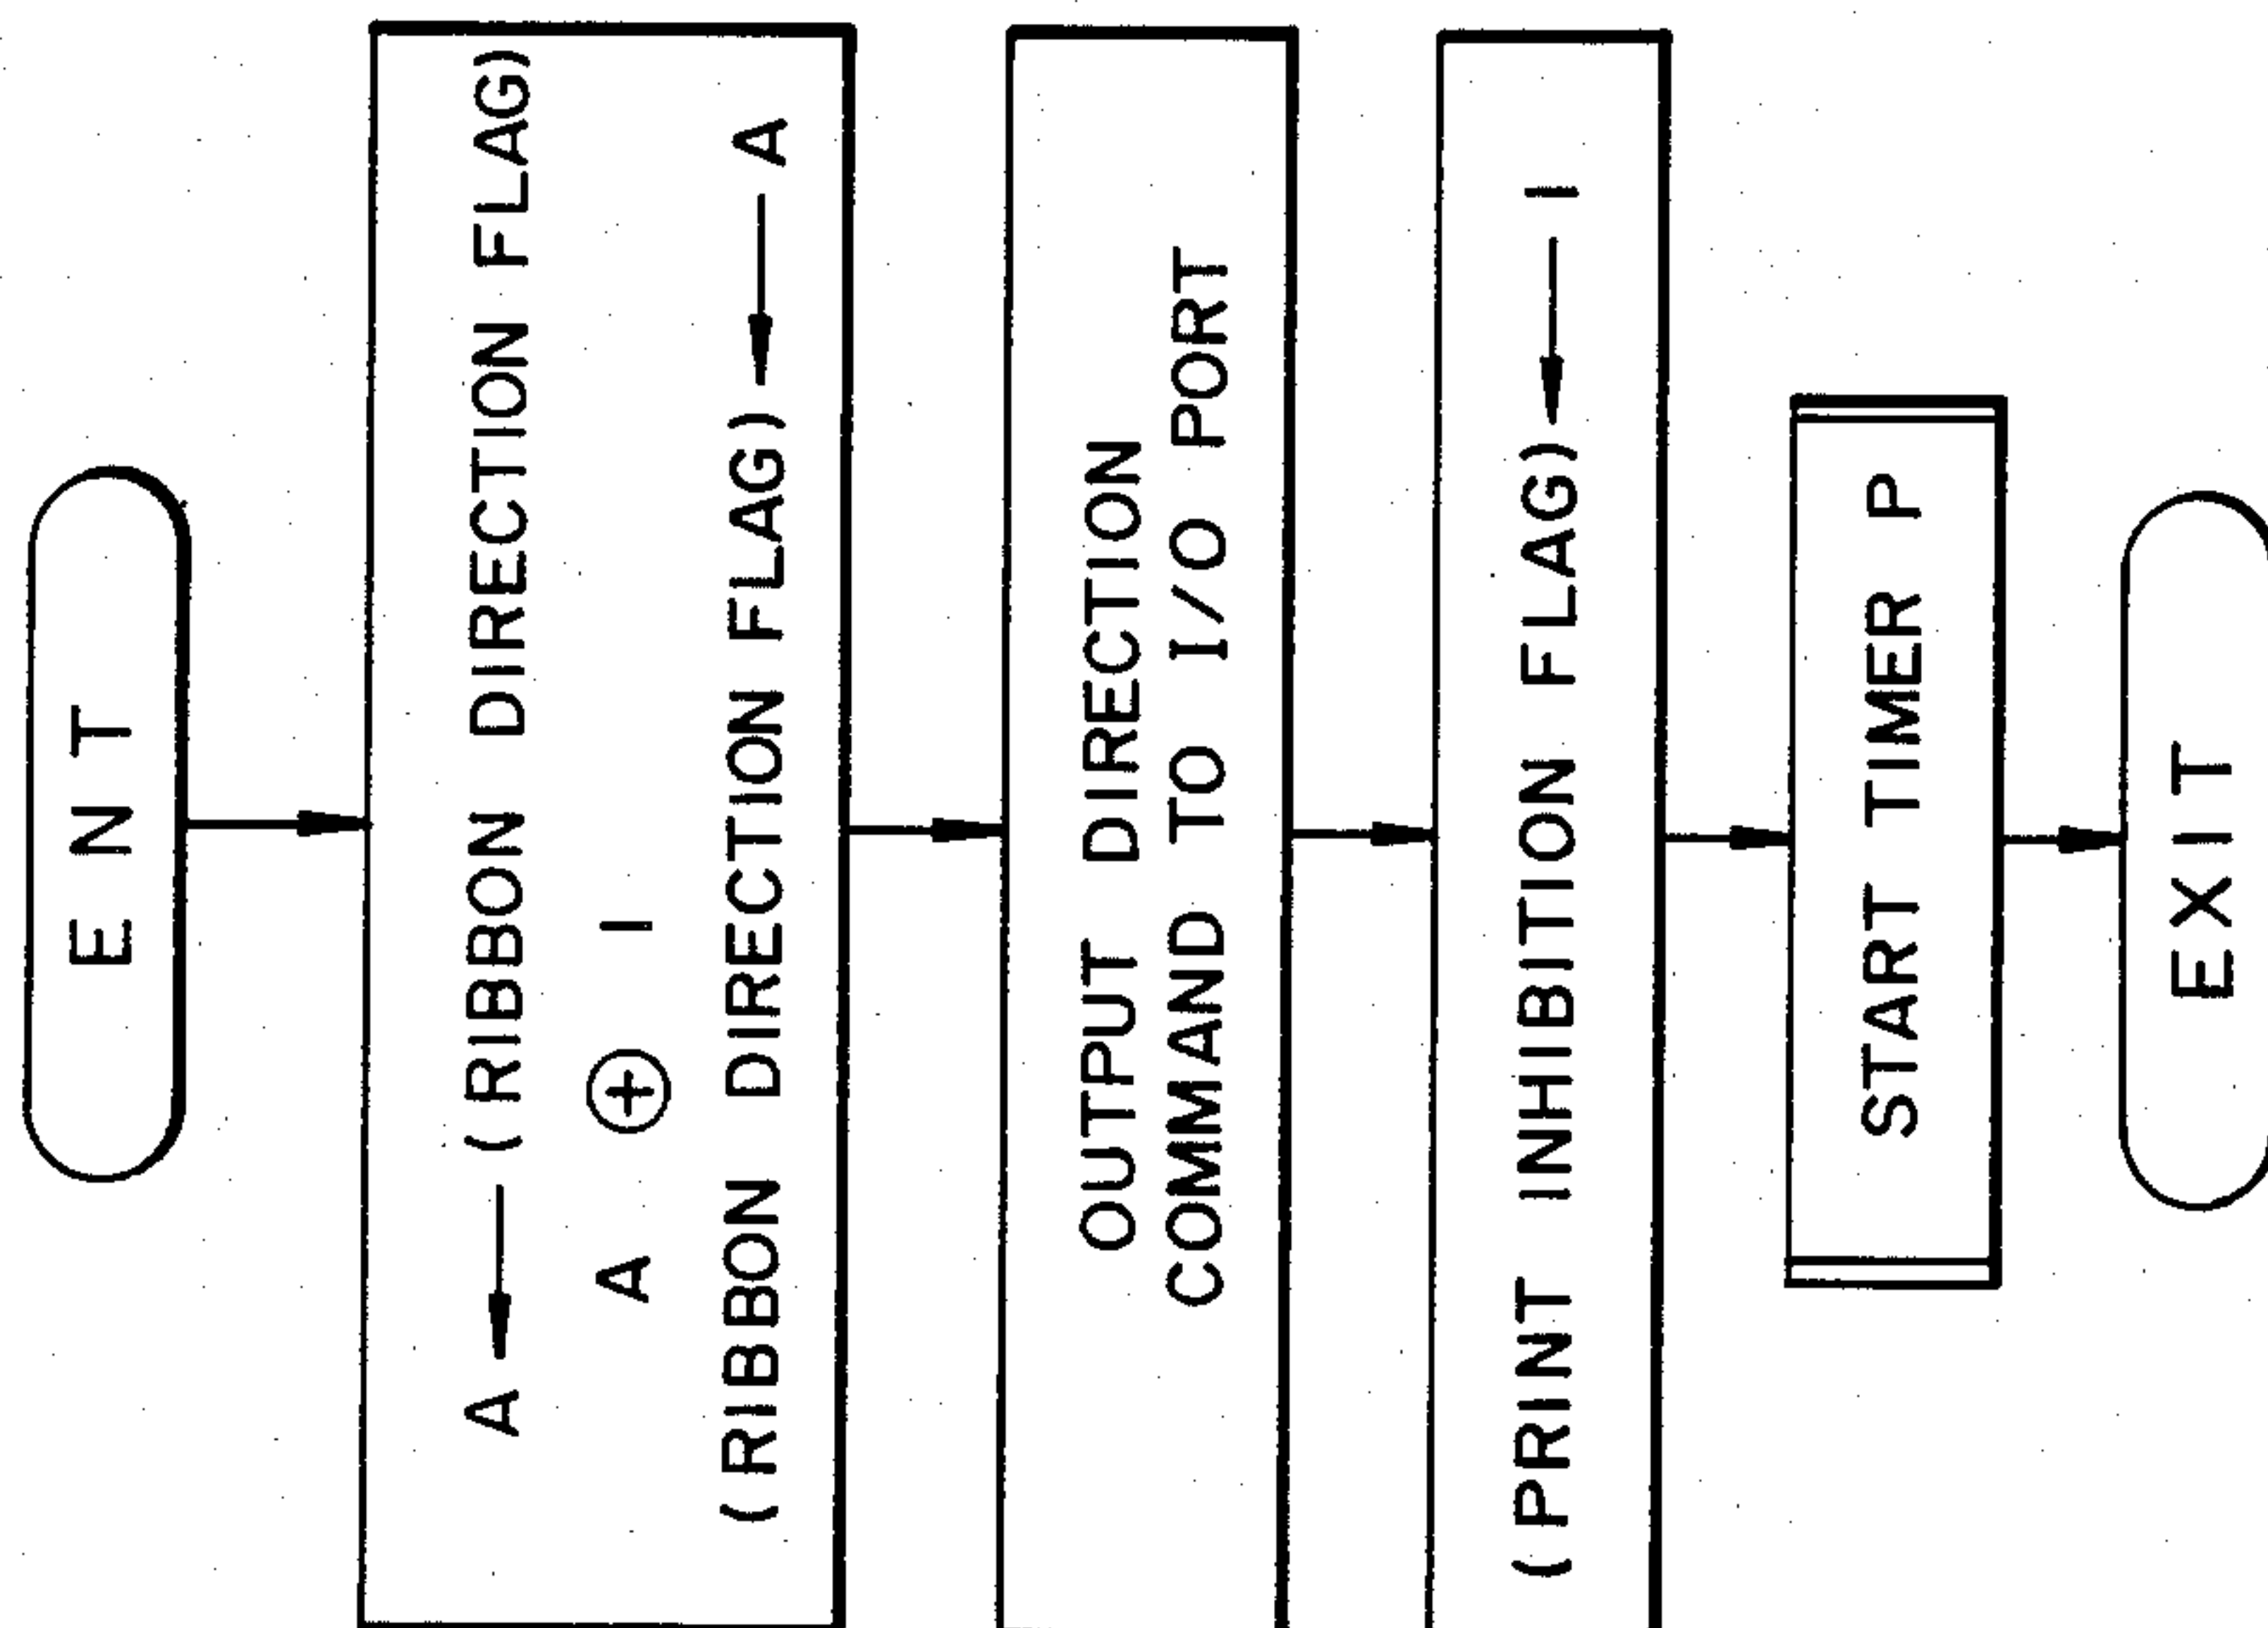 E N T
A ← (RIBBON DIRECTION FLAG)
A ⊕ 1
(RIBBON DIRECTION FLAG) ← A
OUTPUT DIRECTION
COMMAND TO I/O PORT
(PRINT INHIBITION FLAG) ← 1
START TIMER P
EXIT